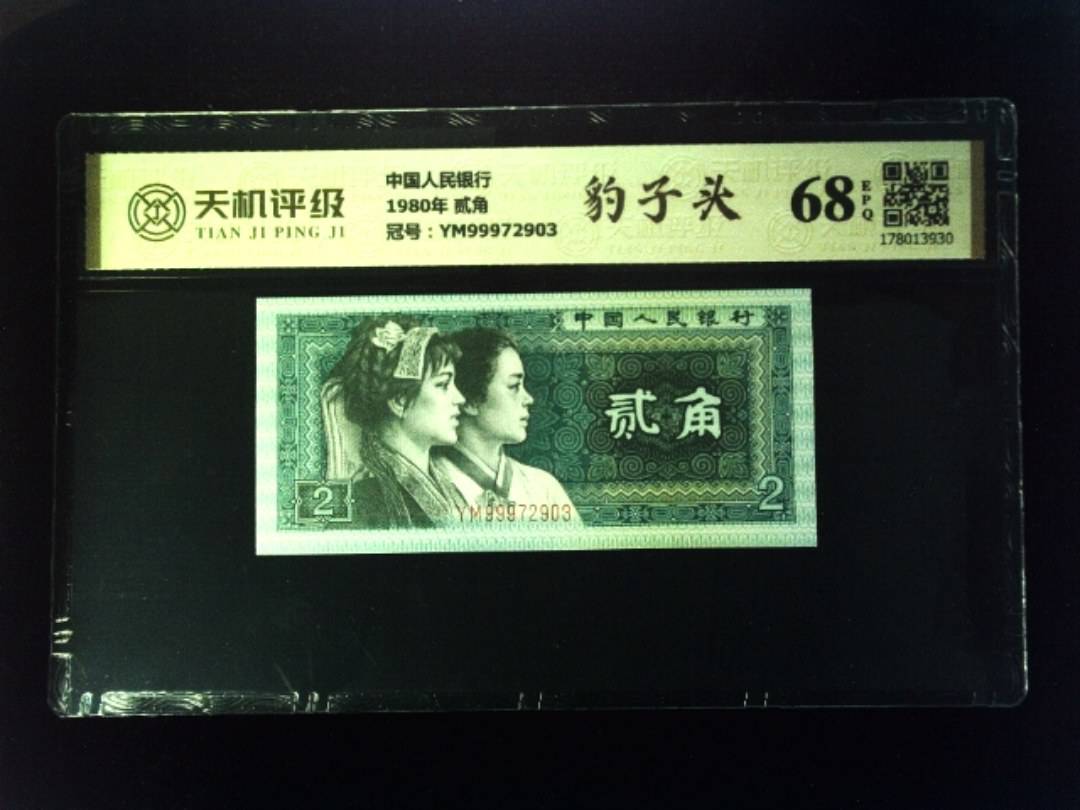 天机评级
TIAN JI PING JI
中国人民银行
1980年 贰角
冠号：YM99972903
豹子头
68
EPQ
178013930
中国人民银行
贰角
2
YM99972903
2